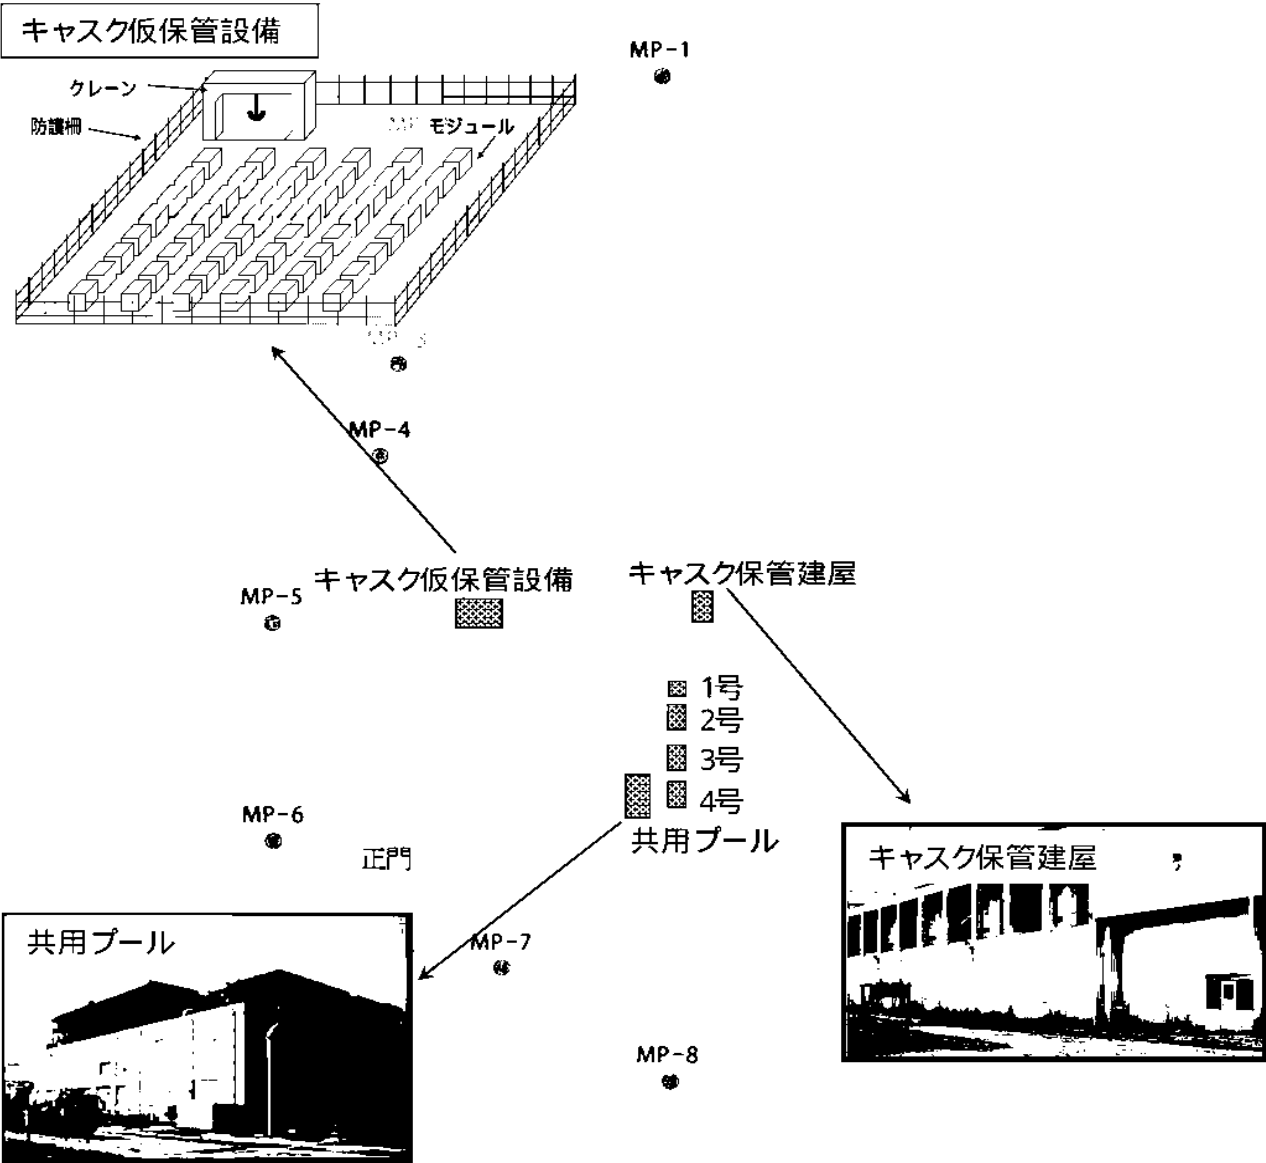 キャスク仮保管設備
MP-1
クレーン
防護柵
モジュール
MP-4
キャスク仮保管設備
キャスク保管建屋
MP-5
1号
2号
3号
4号
共用プール
MP-6
正門
キャスク保管建屋
共用プール
MP-7
MP-8